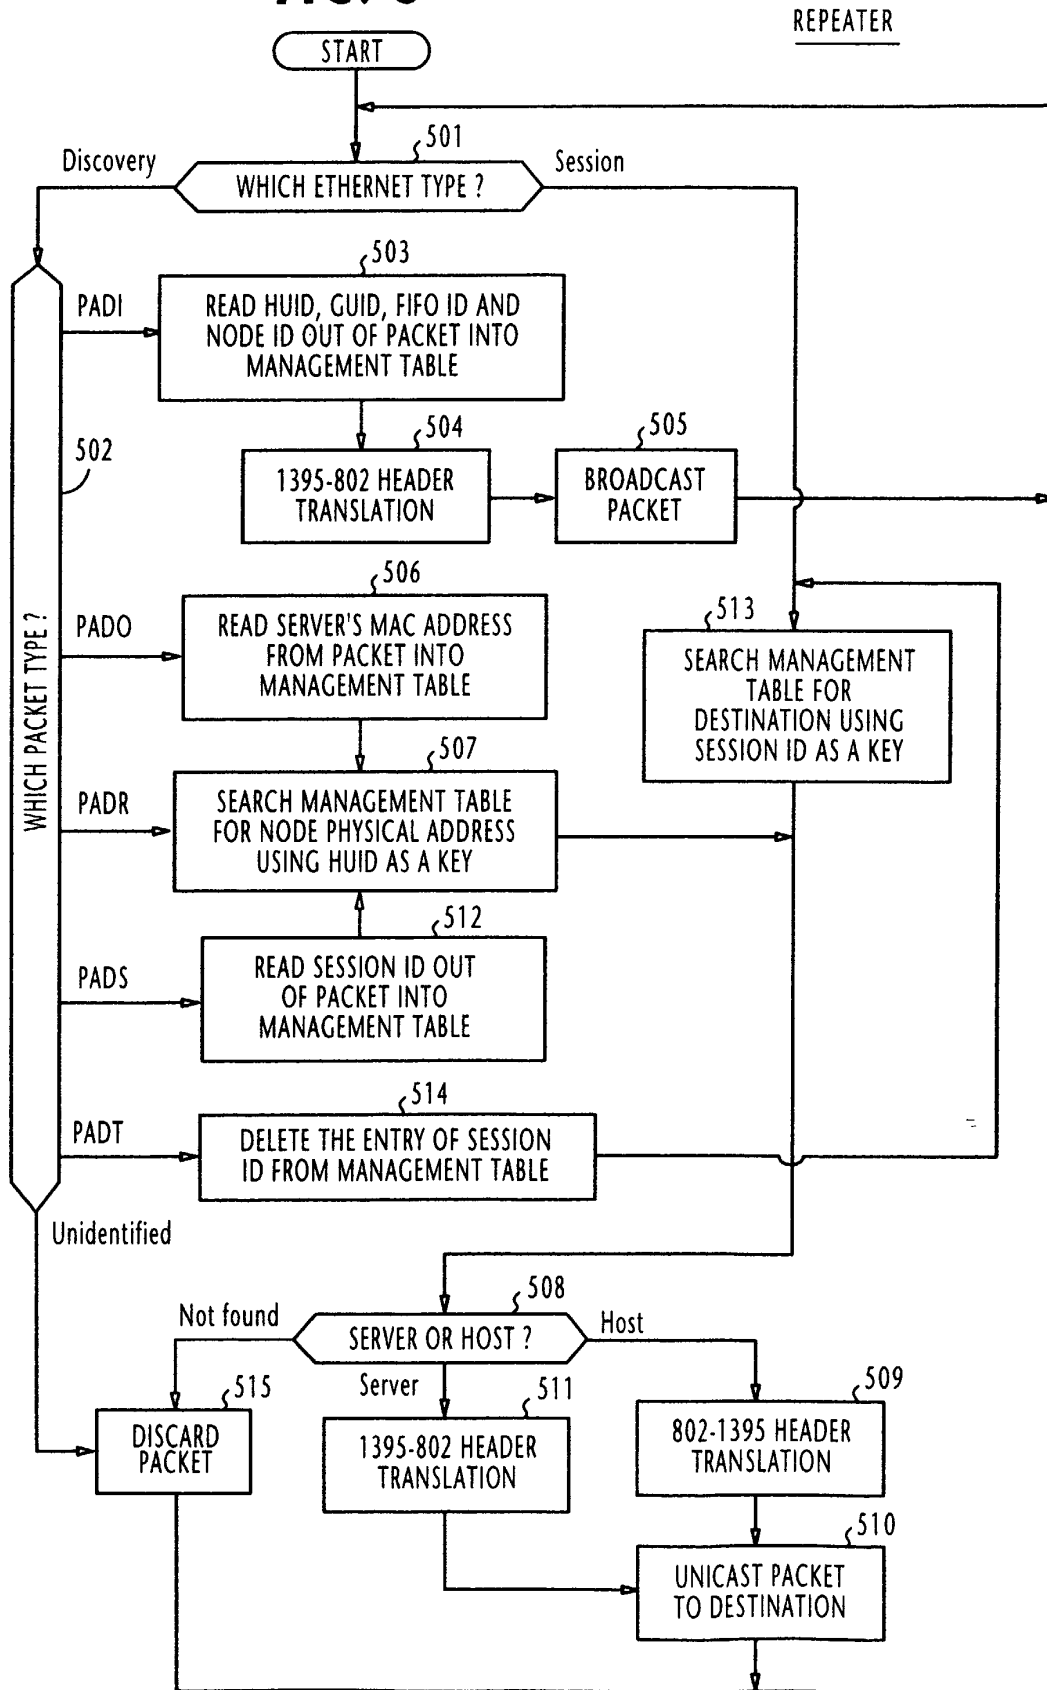 REPEATER
START
501
Discovery
Session
WHICH ETHERNET TYPE ?
503
PADI
READ HUID, GUID, FIFO ID AND
NODE ID OUT OF PACKET INTO
MANAGEMENT TABLE
502
504
505
1395-802 HEADER
TRANSLATION
BROADCAST
PACKET
WHICH PACKET TYPE ?
506
PADO
READ SERVER'S MAC ADDRESS
FROM PACKET INTO
MANAGEMENT TABLE
513
SEARCH MANAGEMENT
TABLE FOR
DESTINATION USING
SESSION ID AS A KEY
507
PADR
SEARCH MANAGEMENT TABLE
FOR NODE PHYSICAL ADDRESS
USING HUID AS A KEY
512
PADS
READ SESSION ID OUT
OF PACKET INTO
MANAGEMENT TABLE
514
PADT
DELETE THE ENTRY OF SESSION
ID FROM MANAGEMENT TABLE
Unidentified
508
Not found
SERVER OR HOST ?
Host
Server
515
DISCARD
PACKET
511
1395-802 HEADER
TRANSLATION
509
802-1395 HEADER
TRANSLATION
510
UNICAST PACKET
TO DESTINATION